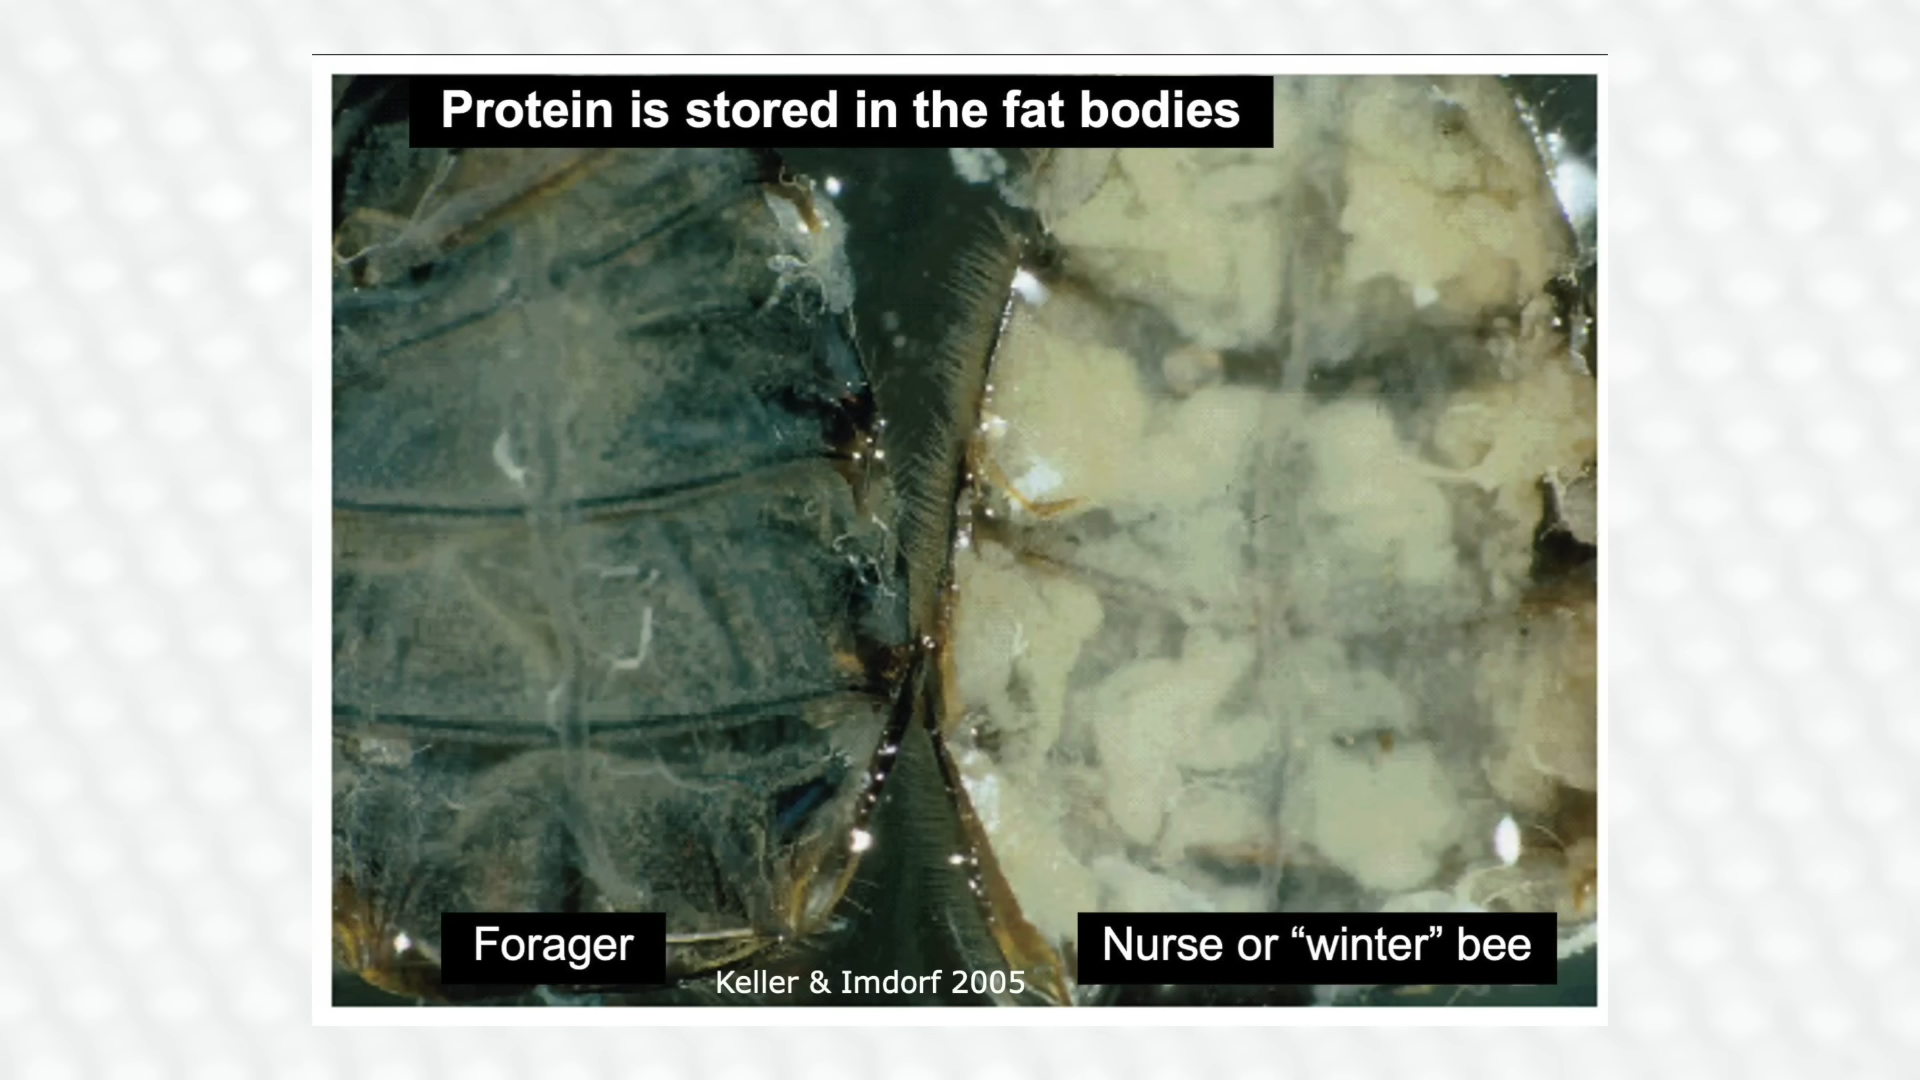 Protein is stored in the fat bodies
Forager
Nurse or “winter” bee
Keller & Imdorf 2005